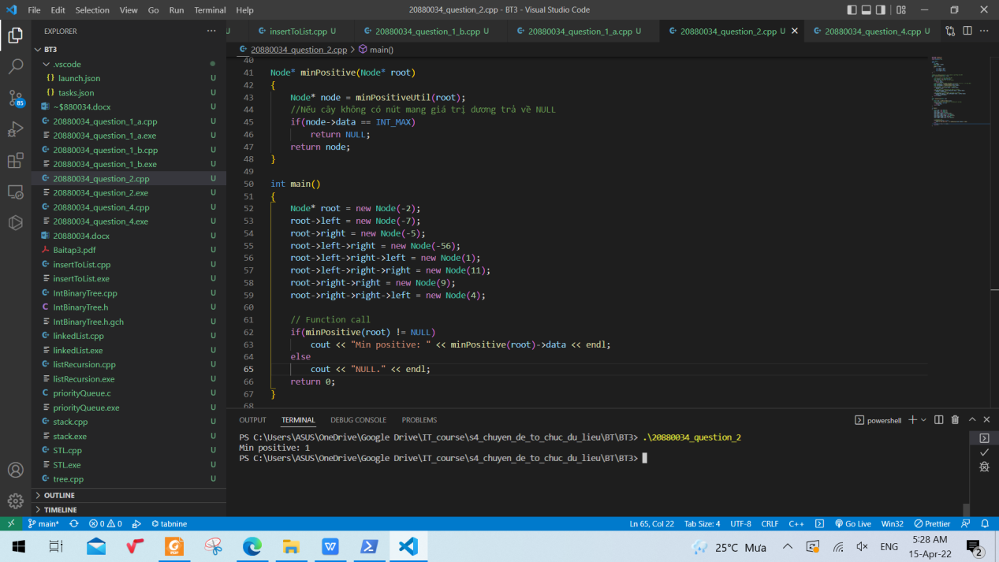 File Edit Selection View Go Run Terminal Help 20880034_question_2.cpp - BT3 - Visual Studio Code
EXPLORER
BT3
.vscode
launch.json U
tasks.json U
~$880034.docx U
20880034_question_1_a.cpp U
20880034_question_1_a.exe U
20880034_question_1_b.cpp U
20880034_question_1_b.exe U
20880034_question_2.cpp U
20880034_question_2.exe U
20880034_question_4.cpp U
20880034_question_4.exe U
20880034.docx U
Baitap3.pdf U
insertToList.cpp U
insertToList.exe U
IntBinaryTree.cpp U
IntBinaryTree.h U
IntBinaryTree.h.gch U
linkedList.cpp U
linkedList.exe U
listRecursion.cpp U
listRecursion.exe U
priorityQueue.c U
priorityQueue.exe U
stack.cpp U
stack.exe U
STL.cpp U
STL.exe U
tree.cpp U
OUTLINE
TIMELINE
85
U insertToList.cpp U 20880034_question_1_b.cpp U 20880034_question_1_a.cpp U 20880034_question_2.cpp U 20880034_question_4.cpp U
20880034_question_2.cpp > main()
40
41 Node* minPositive(Node* root)
42 {
43 Node* node = minPositiveUtil(root);
44 //Nếu cây không có nút mang giá trị dương trả về NULL
45 if(node->data == INT_MAX)
46 return NULL;
47 return node;
48 }
49
50 int main()
51 {
52 Node* root = new Node(-2);
53 root->left = new Node(-7);
54 root->right = new Node(-5);
55 root->left->right = new Node(-56);
56 root->left->right->left = new Node(1);
57 root->left->right->right = new Node(11);
58 root->right->right = new Node(9);
59 root->right->right->left = new Node(4);
60
61 // Function call
62 if(minPositive(root) != NULL)
63 cout << "Min positive: " << minPositive(root)->data << endl;
64 else
65 cout << "NULL." << endl;
66 return 0;
67 }
68
OUTPUT TERMINAL DEBUG CONSOLE PROBLEMS powershell
PS C:\Users\ASUS\OneDrive\Google Drive\IT_course\s4_chuyen_de_to_chuc_du_lieu\BT\BT3> .\20880034_question_2
Min positive: 1
PS C:\Users\ASUS\OneDrive\Google Drive\IT_course\s4_chuyen_de_to_chuc_du_lieu\BT\BT3>
main* 0 0 tabnine Ln 65, Col 22 Tab Size: 4 UTF-8 CRLF C++ Go Live Win32 Prettier
25°C Mưa ENG 5:28 AM
15-Apr-22 2